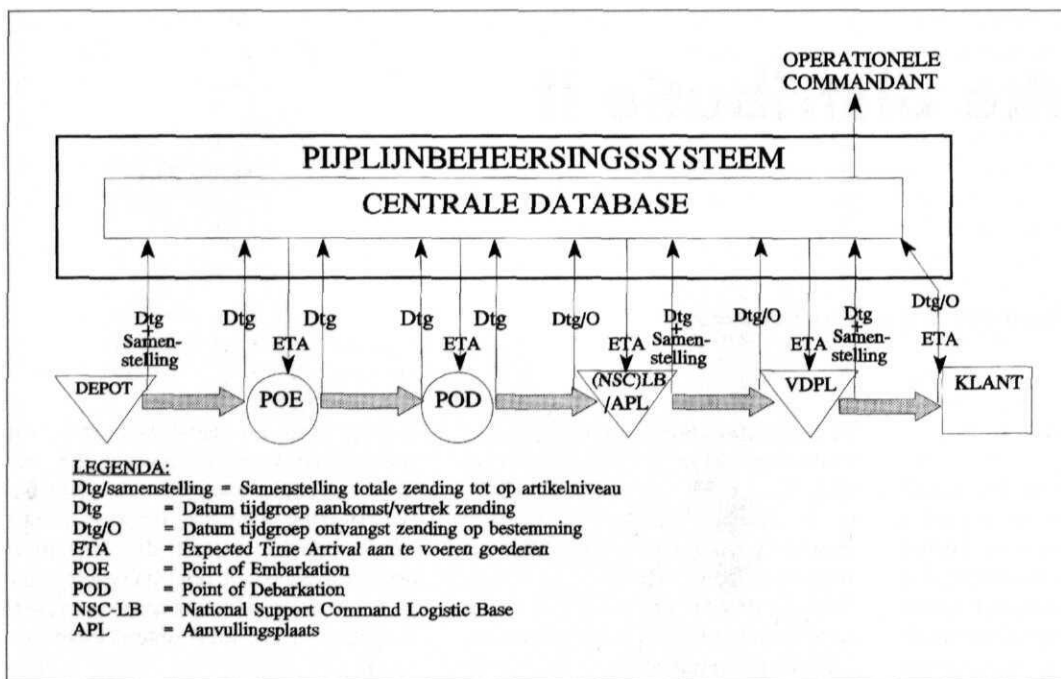 OPERATIONELE
COMMANDANT
PIJPLIJNBEHEERSINGSSYSTEEM
CENTRALE DATABASE
Dtg
+
Samen-
stelling
Dtg
ETA
Dtg
Dtg
ETA
Dtg
Dtg/O
ETA
Dtg
+
Samen-
stelling
Dtg/O
ETA
Dtg
+
Samen-
stelling
Dtg/O
ETA
DEPOT
POE
POD
(NSC)LB
/APL
VDPL
KLANT
LEGENDA:
Dtg/samenstelling = Samenstelling totale zending tot op artikelniveau
Dtg = Datum tijdgroep aankomst/vertrek zending
Dtg/O = Datum tijdgroep ontvangst zending op bestemming
ETA = Expected Time Arrival aan te voeren goederen
POE = Point of Embarkation
POD = Point of Debarkation
NSC-LB = National Support Command Logistic Base
APL = Aanvullingsplaats